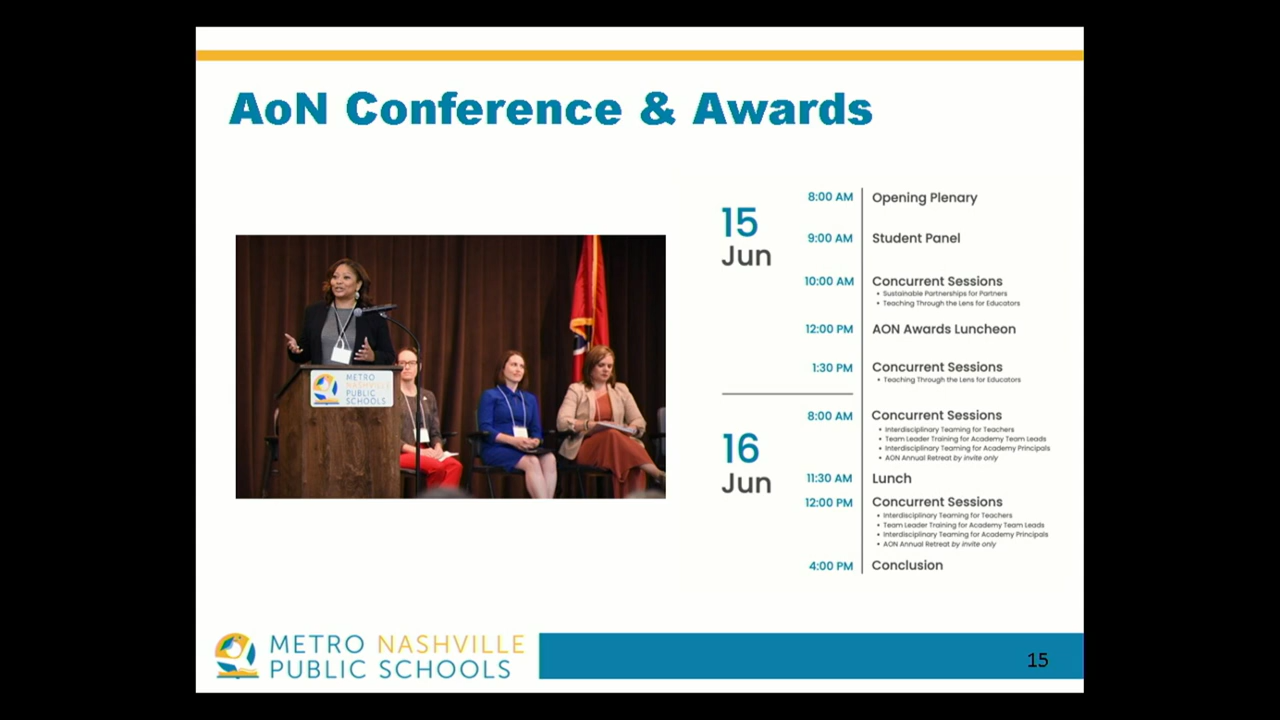 AoN Conference & Awards
15
Jun
8:00 AM Opening Plenary
9:00 AM Student Panel
10:00 AM Concurrent Sessions
• Sustainable Partnerships for Partners
• Teaching Through the Lens for Educators
12:00 PM AON Awards Luncheon
1:30 PM Concurrent Sessions
• Teaching Through the Lens for Educators
16
Jun
8:00 AM Concurrent Sessions
• Interdisciplinary Teaming for Teachers
• Team Leader Training for Academy Team Leads
• Interdisciplinary Teaming for Academy Principals
• AON Annual Retreat by invite only
11:30 AM Lunch
12:00 PM Concurrent Sessions
• Interdisciplinary Teaming for Teachers
• Team Leader Training for Academy Team Leads
• Interdisciplinary Teaming for Academy Principals
• AON Annual Retreat by invite only
4:00 PM Conclusion
METRO
NASHVILLE
PUBLIC
SCHOOLS
METRO NASHVILLE
PUBLIC SCHOOLS
15